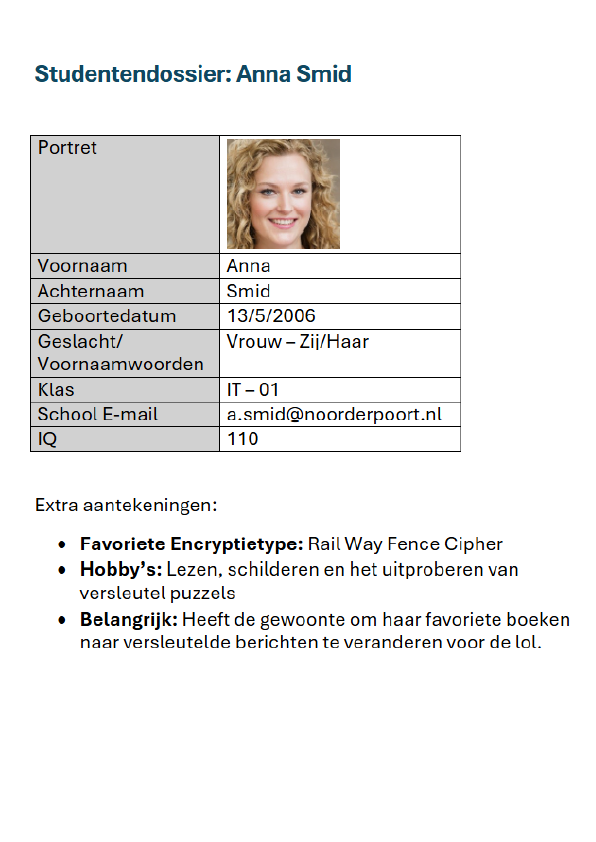 Studentendossier: Anna Smid
Portret
Voornaam Anna
Achternaam Smid
Geboortedatum 13/5/2006
Geslacht/ Vrouw – Zij/Haar
Voornaamwoorden
Klas IT – 01
School E-mail a.smid@noorderpoort.nl
IQ 110
Extra aantekeningen:
• Favoriete Encryptietype: Rail Way Fence Cipher
• Hobby’s: Lezen, schilderen en het uitproberen van
versleutel puzzels
• Belangrijk: Heeft de gewoonte om haar favoriete boeken
naar versleutelde berichten te veranderen voor de lol.